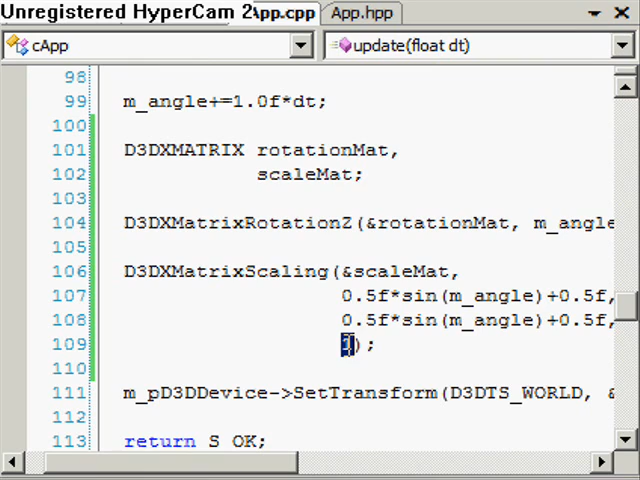 Unregistered HyperCam 2 App.cpp App.hpp
cApp update(float dt)
98
99 m_angle+=1.0f*dt;
100
101 D3DXMATRIX rotationMat,
102 scaleMat;
103
104 D3DXMatrixRotationZ(&rotationMat, m_angle
105
106 D3DXMatrixScaling(&scaleMat,
107 0.5f*sin(m_angle)+0.5f,
108 0.5f*sin(m_angle)+0.5f,
109 1);
110
111 m_pD3DDevice->SetTransform(D3DTS_WORLD, &
112
113 return S_OK;